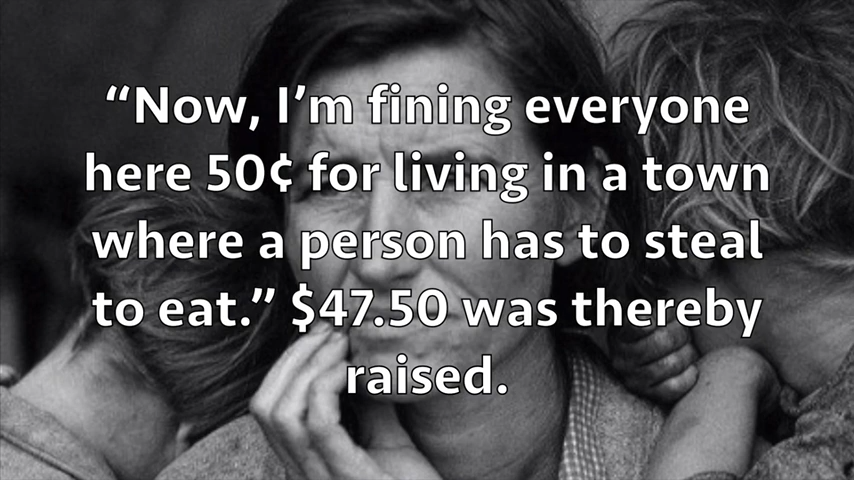 “Now, I’m fining everyone
here 50¢ for living in a town
where a person has to steal
to eat.” $47.50 was thereby
raised.